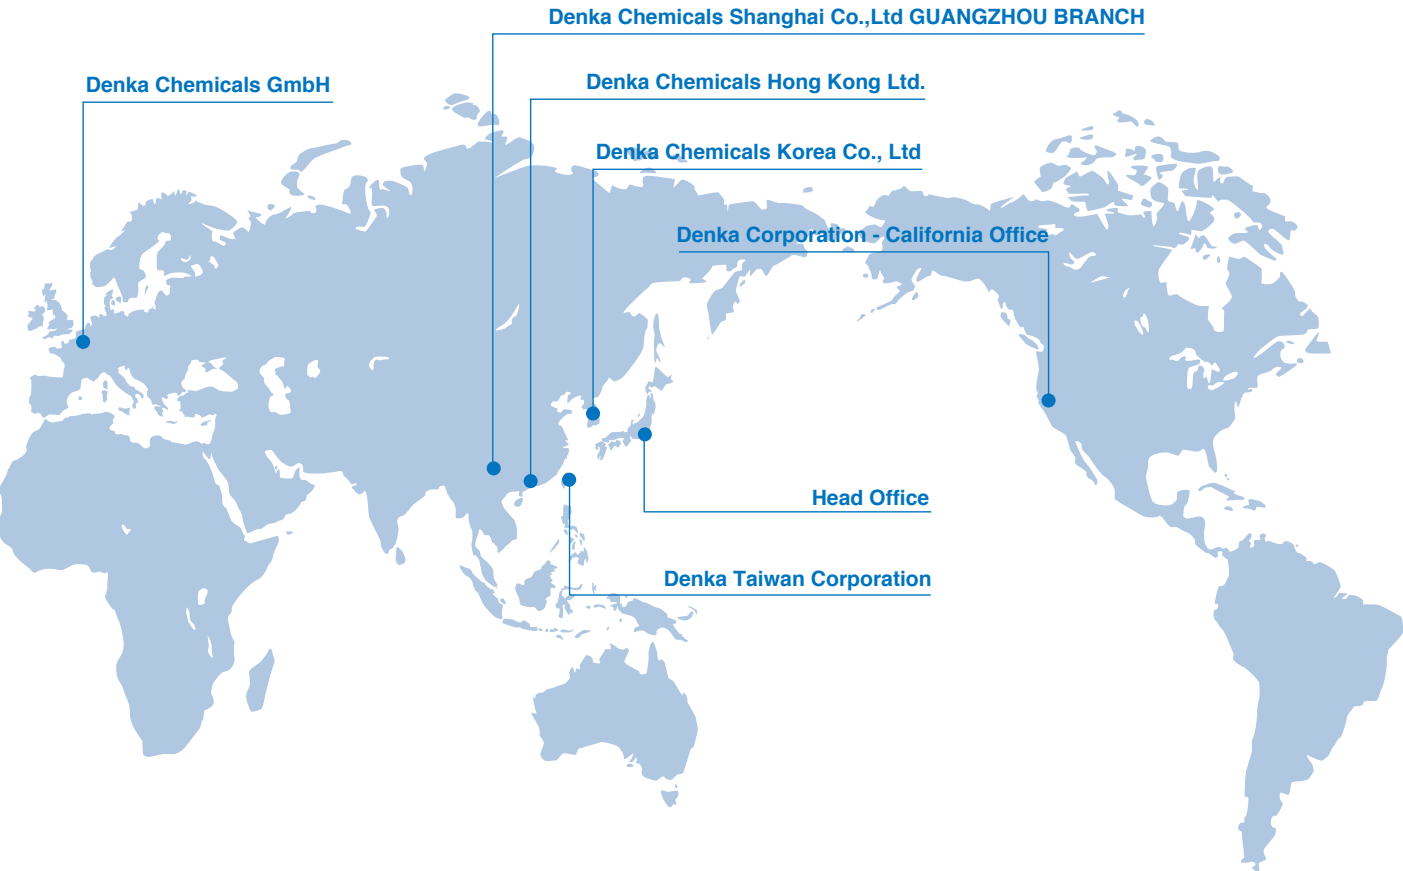 Denka Chemicals Shanghai Co.,Ltd GUANGZHOU BRANCH
Denka Chemicals GmbH
Denka Chemicals Hong Kong Ltd.
Denka Chemicals Korea Co., Ltd
Denka Corporation - California Office
Head Office
Denka Taiwan Corporation